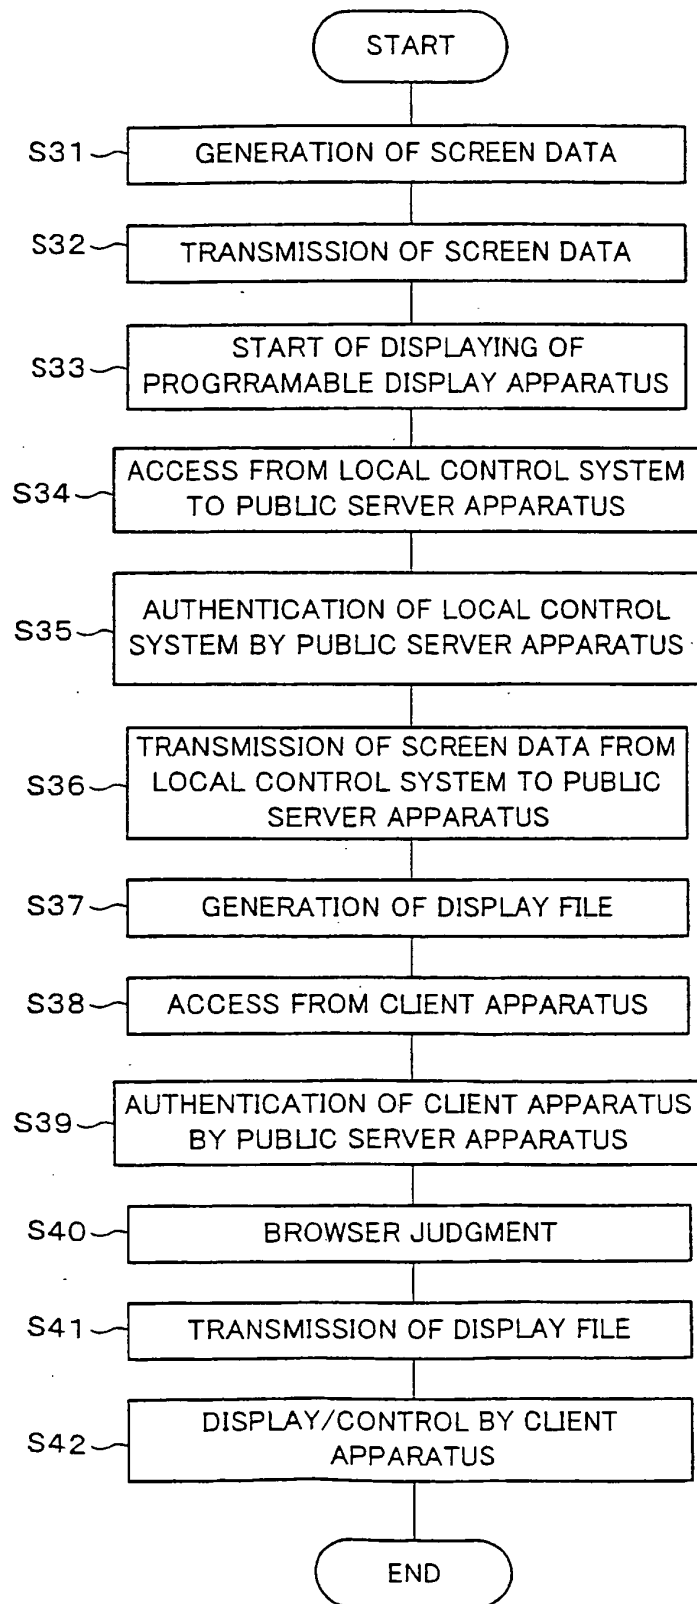 START
S31 GENERATION OF SCREEN DATA
S32 TRANSMISSION OF SCREEN DATA
S33 START OF DISPLAYING OF
PROGRRAMABLE DISPLAY APPARATUS
S34 ACCESS FROM LOCAL CONTROL SYSTEM
TO PUBLIC SERVER APPARATUS
S35 AUTHENTICATION OF LOCAL CONTROL
SYSTEM BY PUBLIC SERVER APPARATUS
S36 TRANSMISSION OF SCREEN DATA FROM
LOCAL CONTROL SYSTEM TO PUBLIC
SERVER APPARATUS
S37 GENERATION OF DISPLAY FILE
S38 ACCESS FROM CLIENT APPARATUS
S39 AUTHENTICATION OF CLIENT APPARATUS
BY PUBLIC SERVER APPARATUS
S40 BROWSER JUDGMENT
S41 TRANSMISSION OF DISPLAY FILE
S42 DISPLAY/CONTROL BY CLIENT
APPARATUS
END